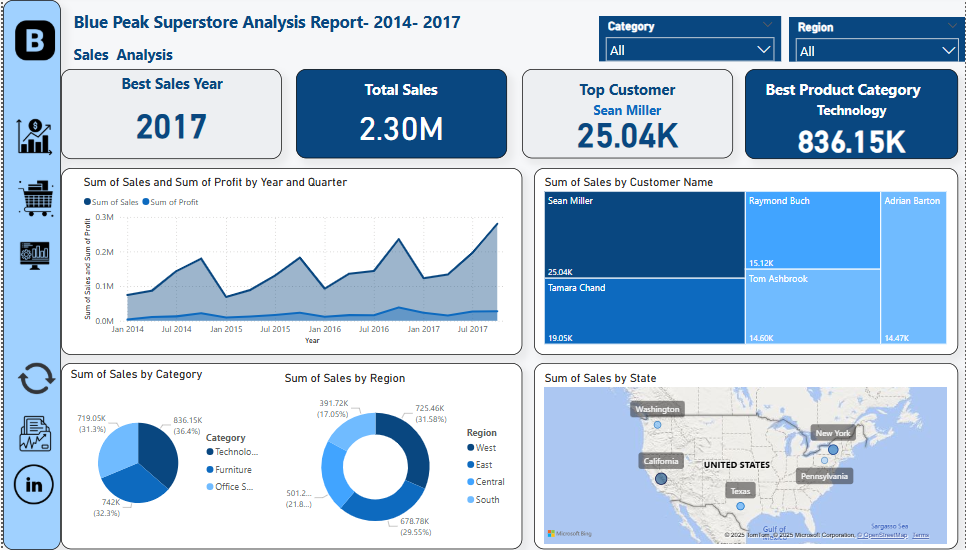 Blue Peak Superstore Analysis Report- 2014- 2017
B
Sales Analysis
Category
All
Region
All
Best Sales Year
2017
Total Sales
2.30M
Top Customer
Sean Miller
25.04K
Best Product Category
Technology
836.15K
Sum of Sales and Sum of Profit by Year and Quarter
Sum of Sales Sum of Profit
Sum of Sales and Sum of Profit
0.3M
0.2M
0.1M
0.0M
Jan 2014 Jul 2014 Jan 2015 Jul 2015 Jan 2016 Jul 2016 Jan 2017 Jul 2017
Year
Sum of Sales by Customer Name
Sean Miller
25.04K
Tamara Chand
19.05K
Raymond Buch
15.12K
Tom Ashbrook
14.60K
Adrian Barton
14.47K
Sum of Sales by Category
719.05K
(31.3%)
836.15K
(36.4%)
742K
(32.3%)
Category
Technolo...
Furniture
Office S...
Sum of Sales by Region
391.72K
(17.05%)
725.46K
(31.58%)
501.2...
(21.8...)
678.78K
(29.55%)
Region
West
East
Central
South
Sum of Sales by State
Washington
New York
California
UNITED STATES
Pennsylvania
Texas
Gulf of
Sargasso Sea
Microsoft Bing
© 2025 TomTom, © 2025 Microsoft Corporation, © OpenStreetMap Terms
in